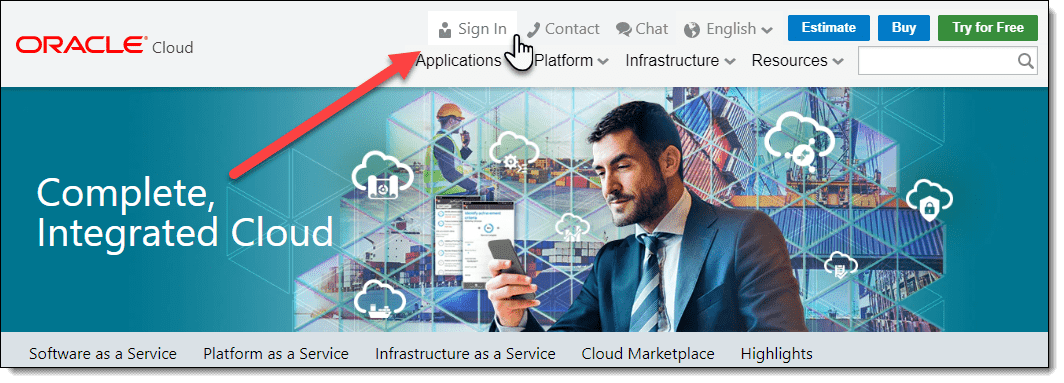 ORACLE Cloud
Sign In Contact Chat English Estimate Buy Try for Free
Applications Platform Infrastructure Resources
Complete,
Integrated Cloud
Software as a Service Platform as a Service Infrastructure as a Service Cloud Marketplace Highlights